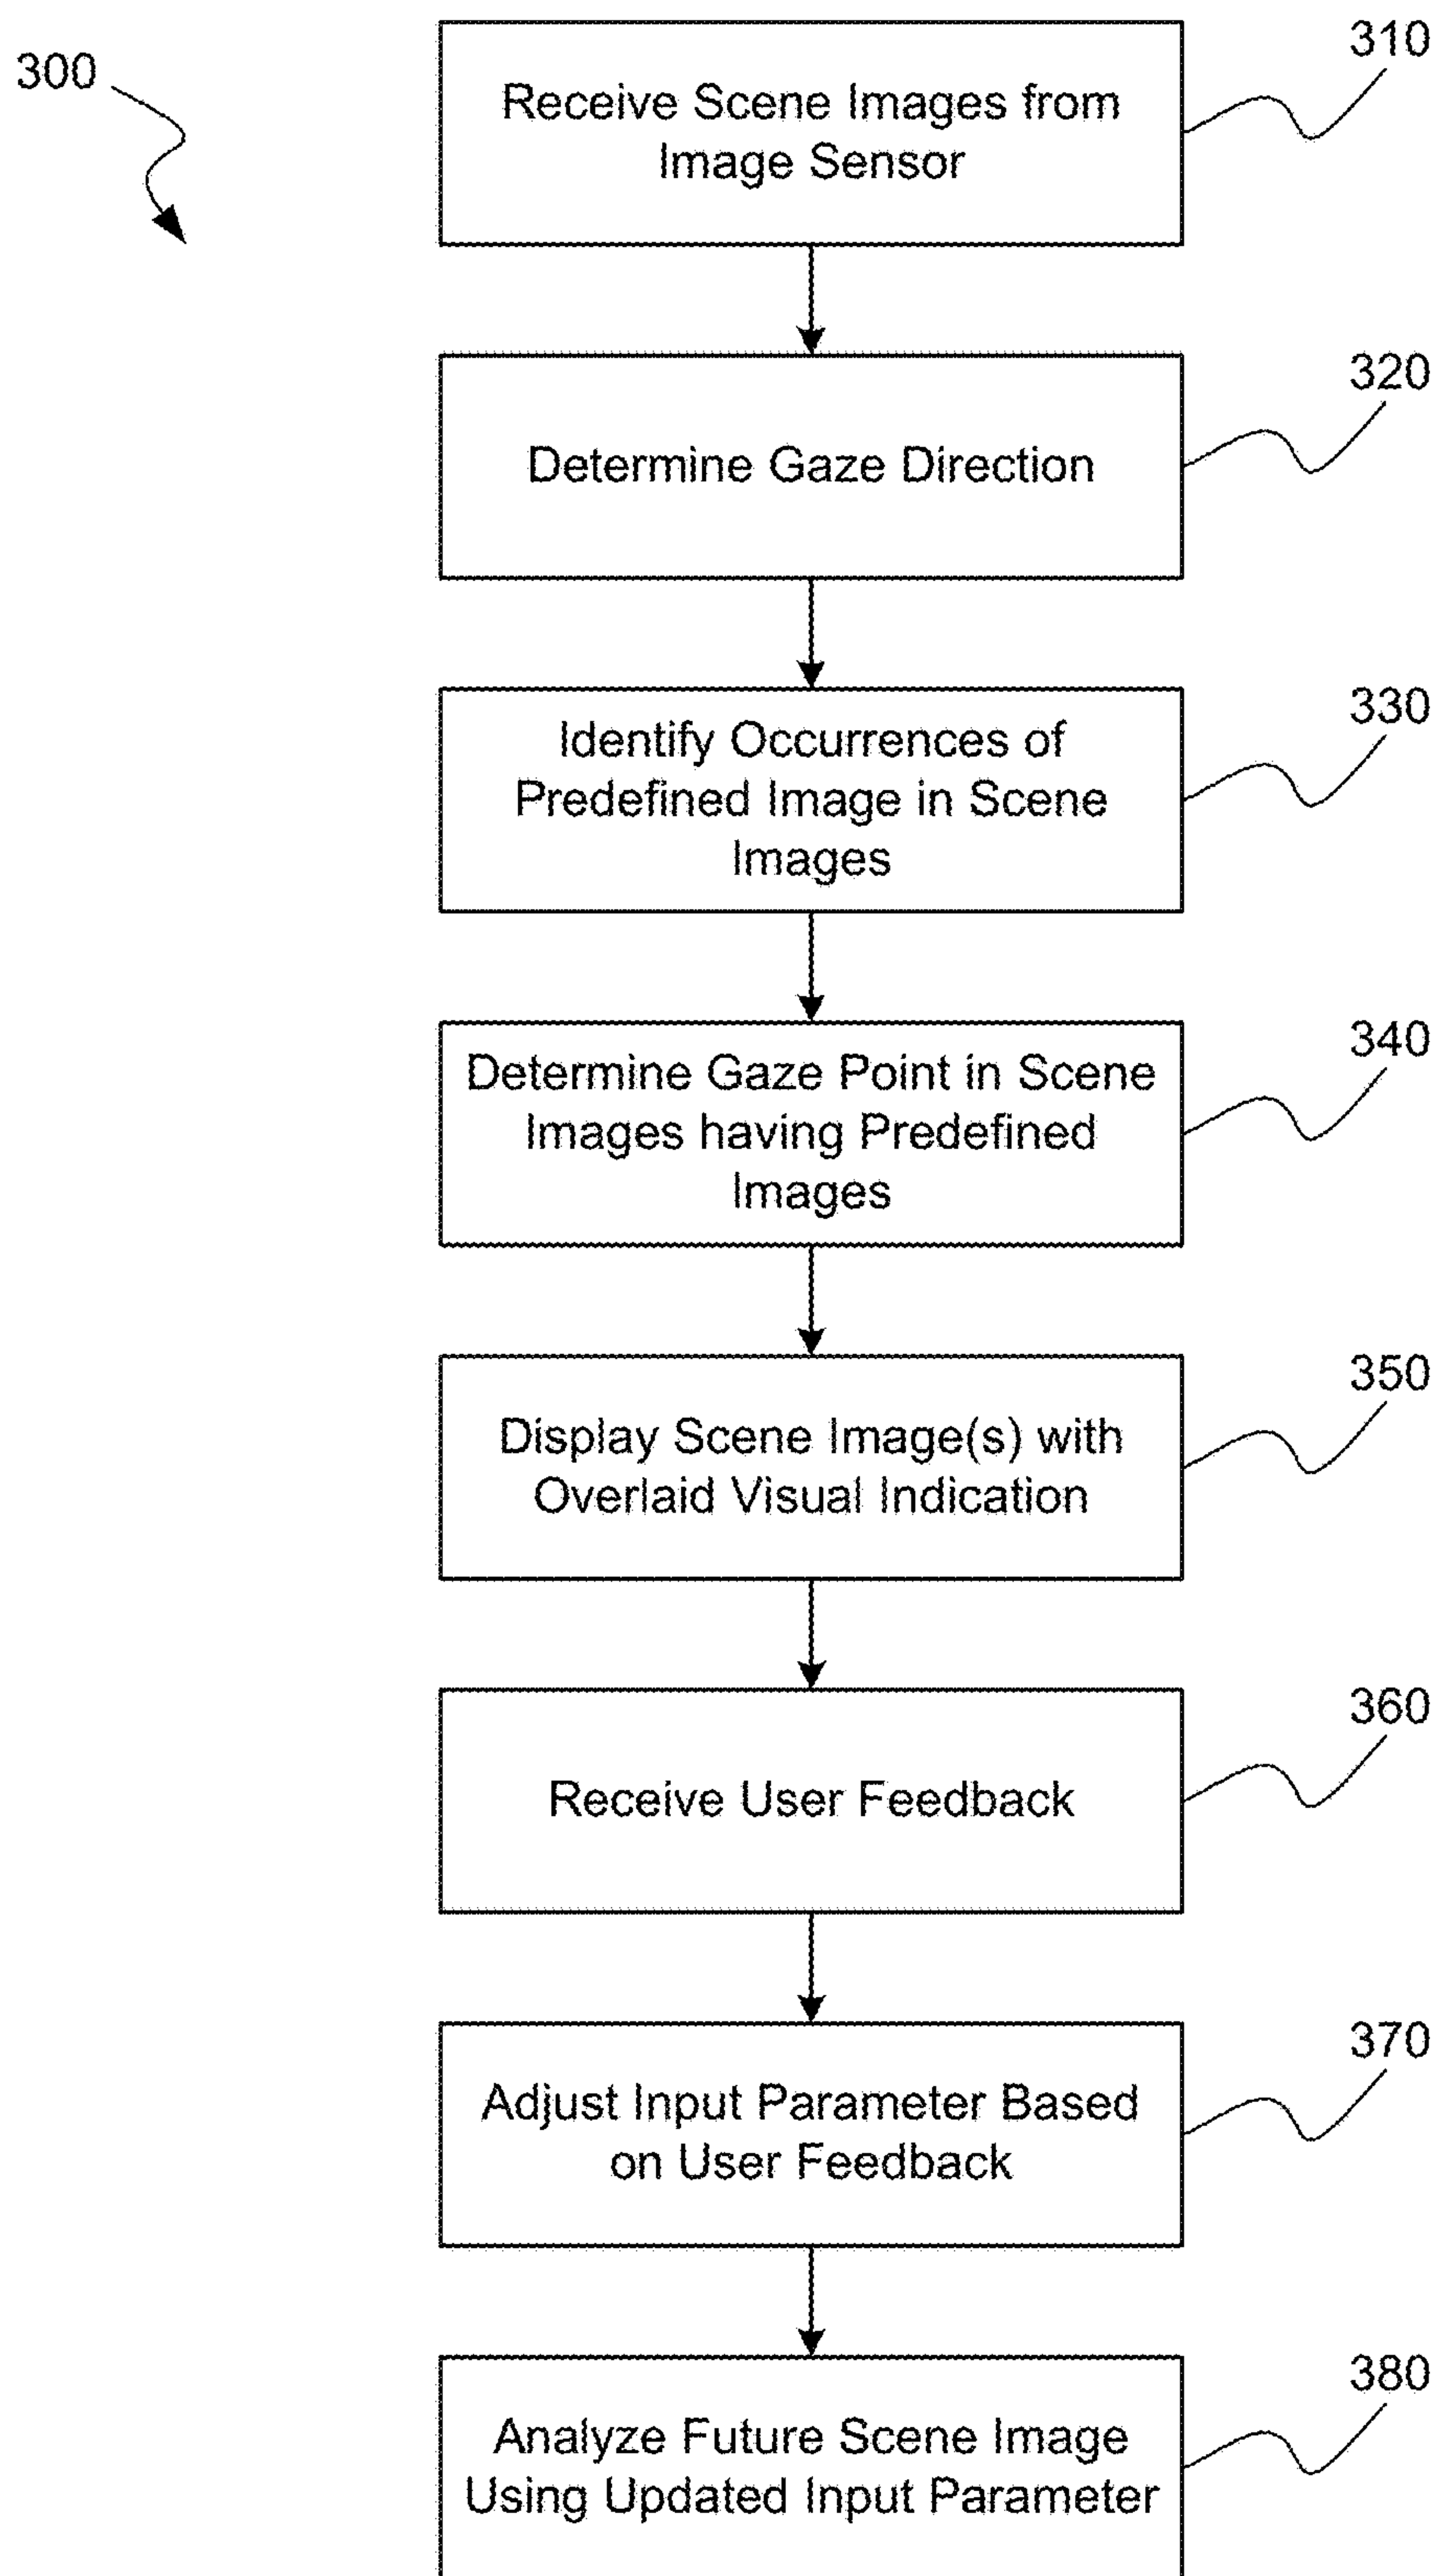 300
310
Receive Scene Images from
Image Sensor
320
Determine Gaze Direction
330
Identify Occurrences of
Predefined Image in Scene
Images
340
Determine Gaze Point in Scene
Images having Predefined
Images
350
Display Scene Image(s) with
Overlaid Visual Indication
360
Receive User Feedback
370
Adjust Input Parameter Based
on User Feedback
380
Analyze Future Scene Image
Using Updated Input Parameter